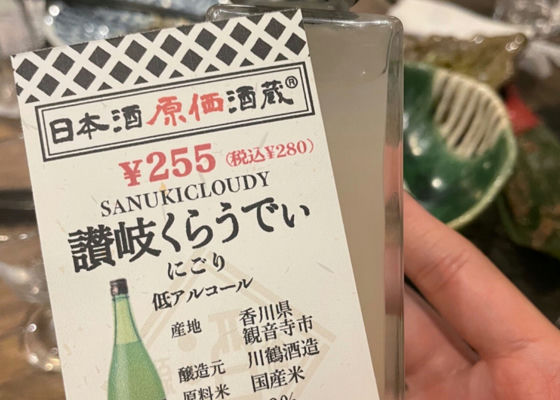 日本酒原価酒蔵®
¥255(税込¥280)
SANUKICLOUDY
讃岐くらうでぃ
にごり
低アルコール
産地 香川県
観音寺市
醸造元 川鶴酒造
原料米 国産米